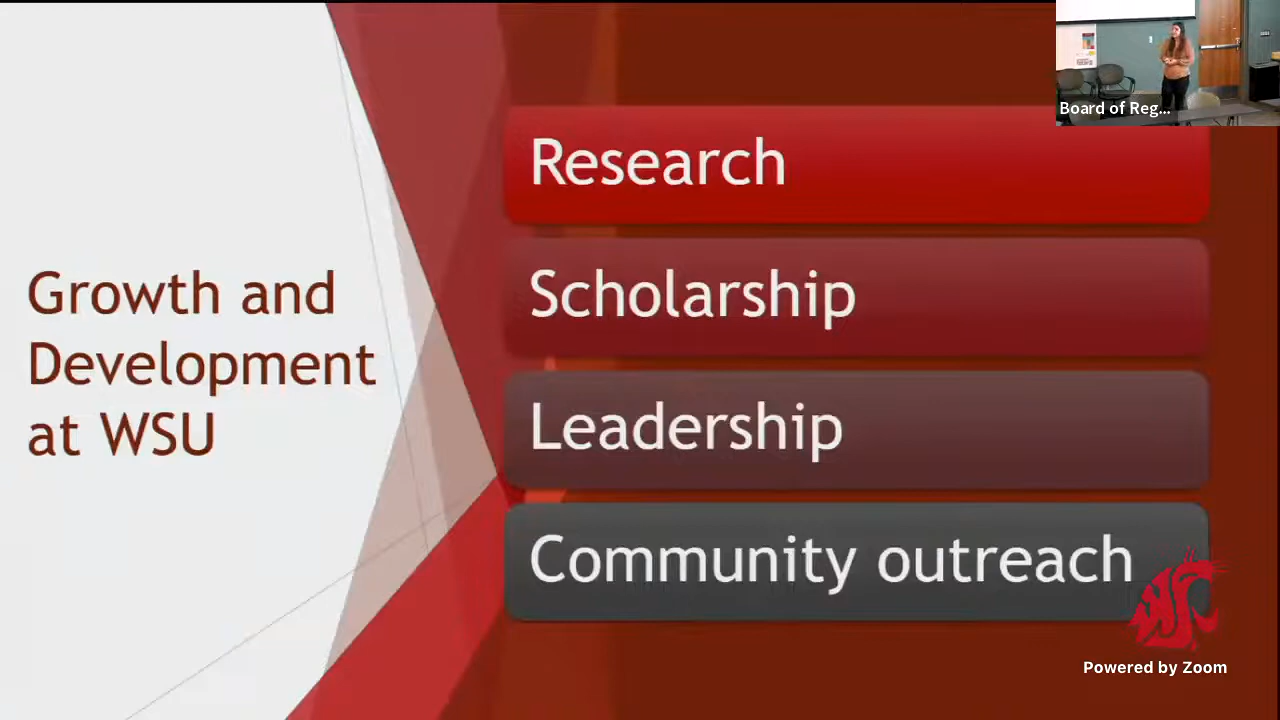 Growth and
Development
at WSU
Research
Scholarship
Leadership
Community outreach
Board of Reg...
Powered by Zoom